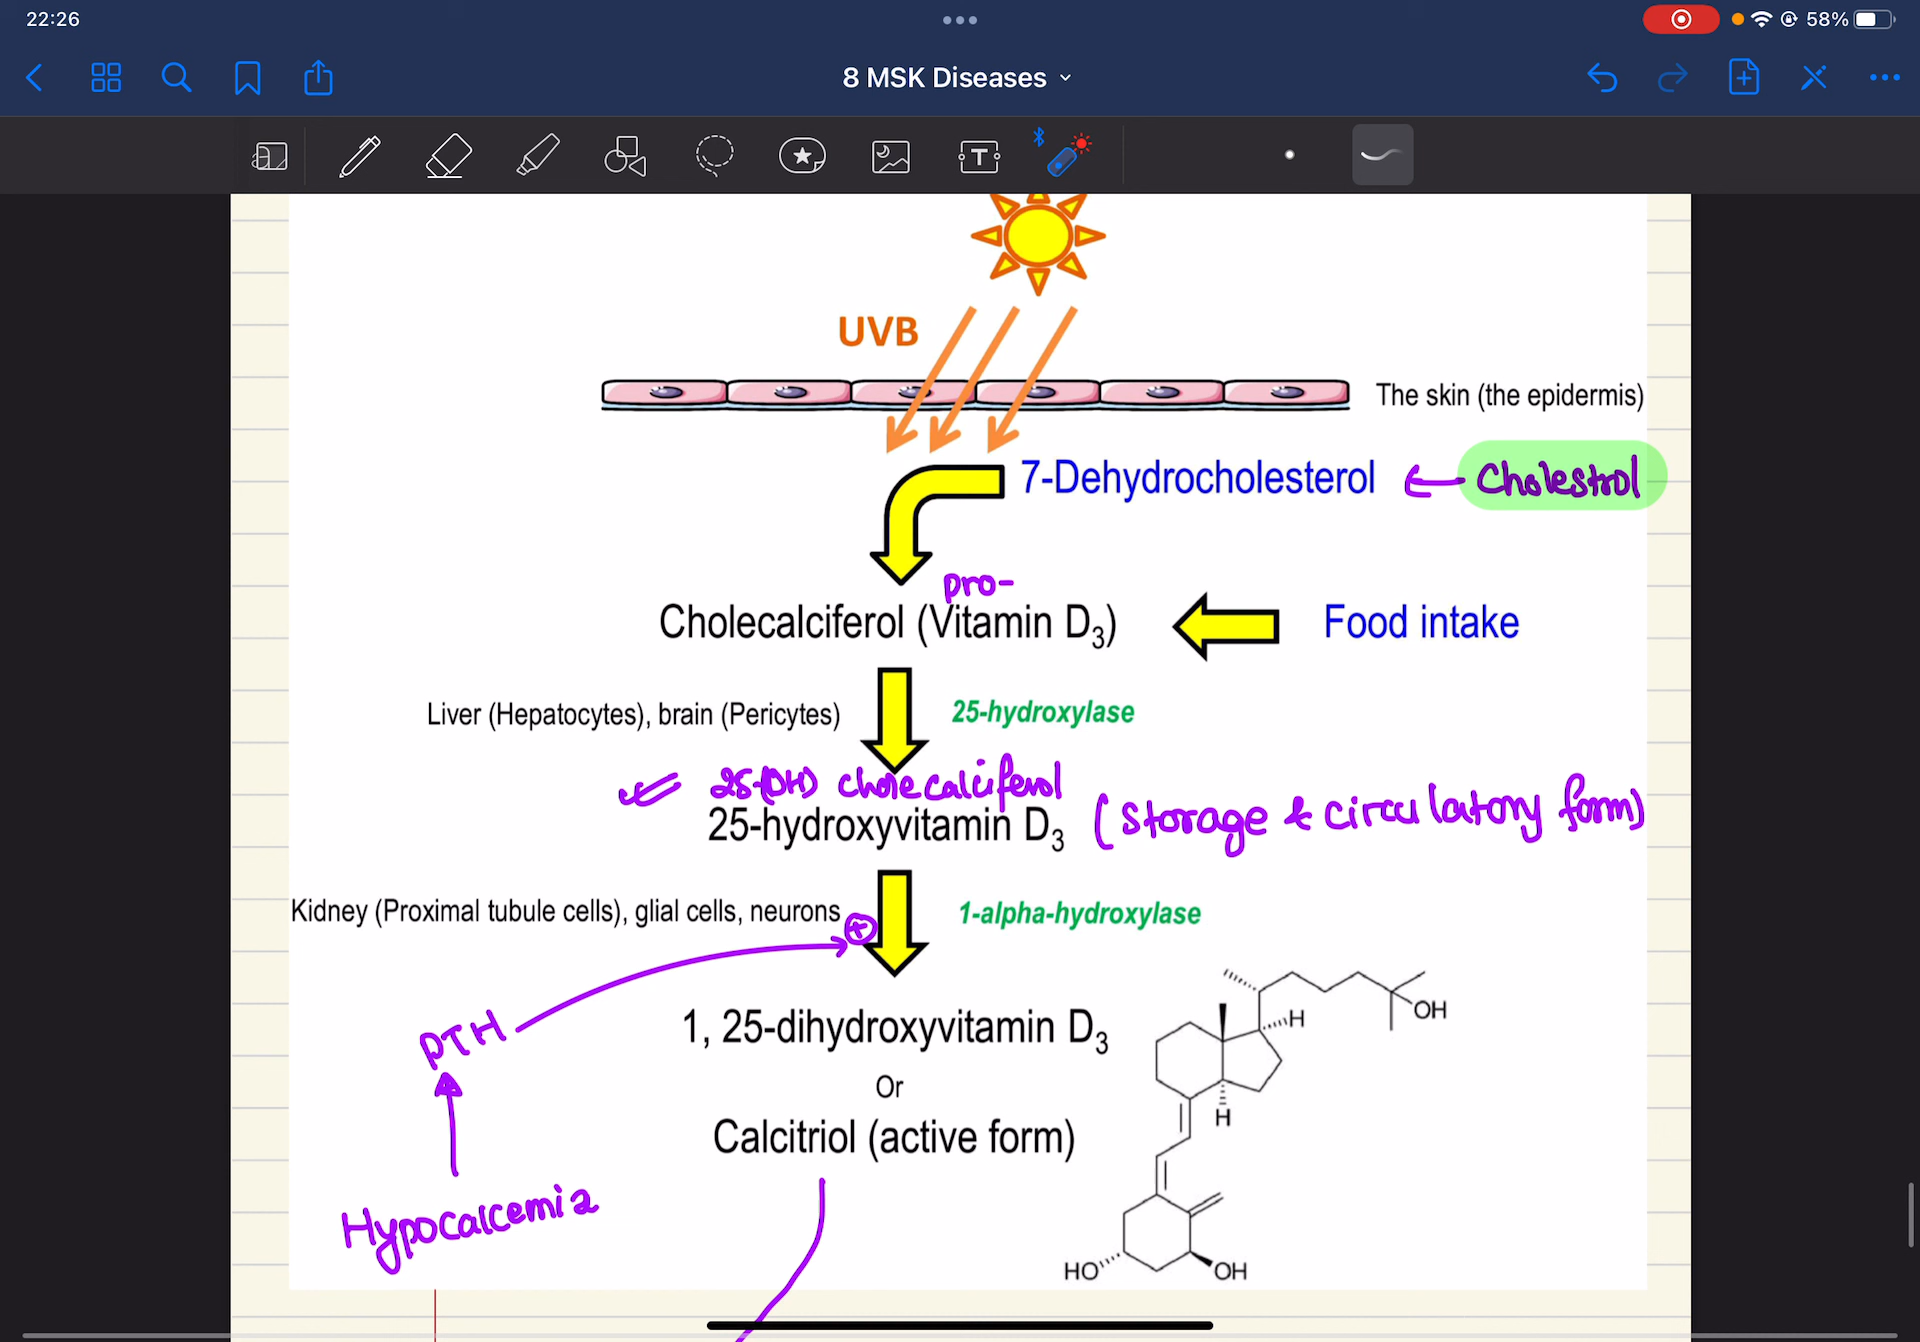 22:26
58%
8 MSK Diseases
T
UVB
The skin (the epidermis)
7-Dehydrocholesterol ← Cholestrol
pro-
Cholecalciferol (Vitamin D3)
Food intake
Liver (Hepatocytes), brain (Pericytes)
25-hydroxylase
25-(OH) cholecalciferol
25-hydroxyvitamin D3 (storage & circulatory form)
Kidney (Proximal tubule cells), glial cells, neurons
+
1-alpha-hydroxylase
PTH
1, 25-dihydroxyvitamin D3
Or
Calcitriol (active form)
Hypocalcemia
OH
H
H
HO
OH